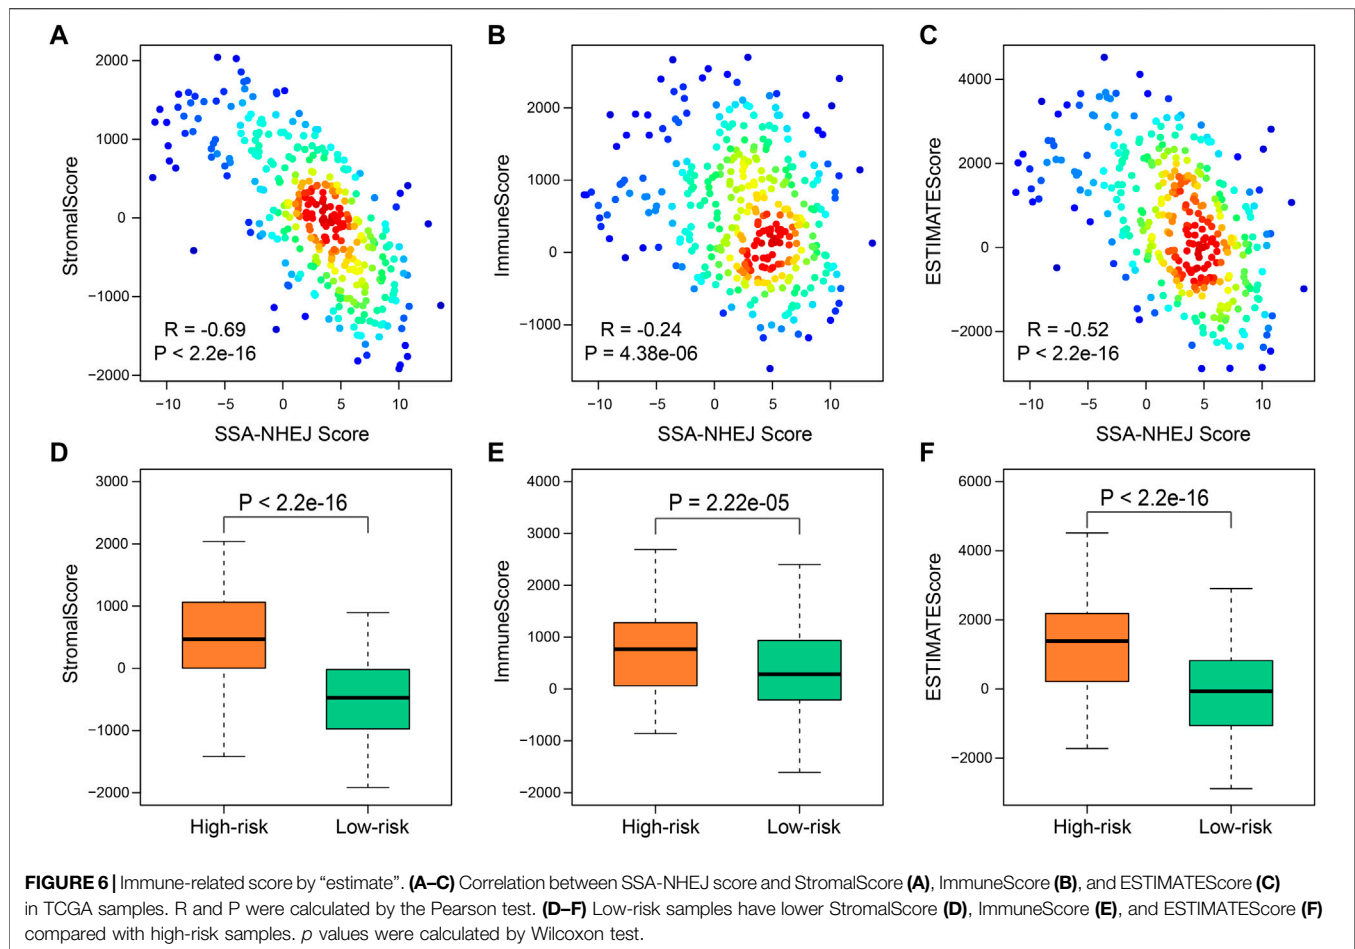 A
2000
1000
0
−1000
−2000
StromalScore
R = -0.69
P < 2.2e-16
−10 −5 0 5 10
SSA-NHEJ Score
B
2000
1000
0
−1000
ImmuneScore
R = -0.24
P = 4.38e-06
−10 −5 0 5 10
SSA-NHEJ Score
C
4000
2000
0
−2000
ESTIMATEScore
R = -0.52
P < 2.2e-16
−10 −5 0 5 10
SSA-NHEJ Score
D
3000
2000
1000
0
−1000
−2000
StromalScore
P < 2.2e-16
High-risk Low-risk
E
4000
3000
2000
1000
0
−1000
−2000
ImmuneScore
P = 2.22e-05
High-risk Low-risk
F
6000
4000
2000
0
−2000
ESTIMATEScore
P < 2.2e-16
High-risk Low-risk
FIGURE 6 | Immune-related score by “estimate”. (A–C) Correlation between SSA-NHEJ score and StromalScore (A), ImmuneScore (B), and ESTIMATEScore (C)
in TCGA samples. R and P were calculated by the Pearson test. (D–F) Low-risk samples have lower StromalScore (D), ImmuneScore (E), and ESTIMATEScore (F)
compared with high-risk samples. p values were calculated by Wilcoxon test.